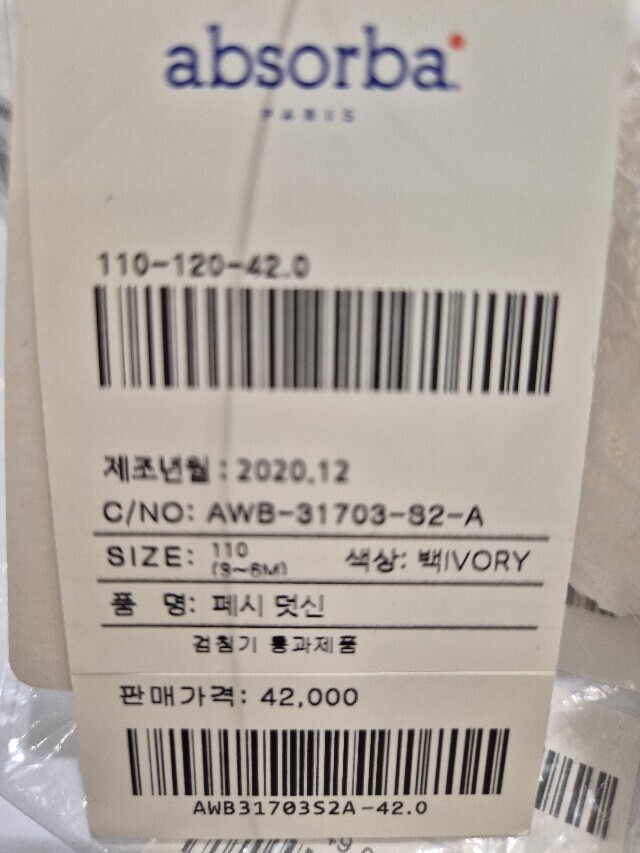 absorba
PARIS
110-120-42.0
제조년월 : 2020.12
C/NO: AWB-31703-S2-A
SIZE: 110 (3~6M) 색상: 백IVORY
품 명: 페시 덧신
검침기 통과제품
판매가격: 42,000
AWB31703S2A-42.0